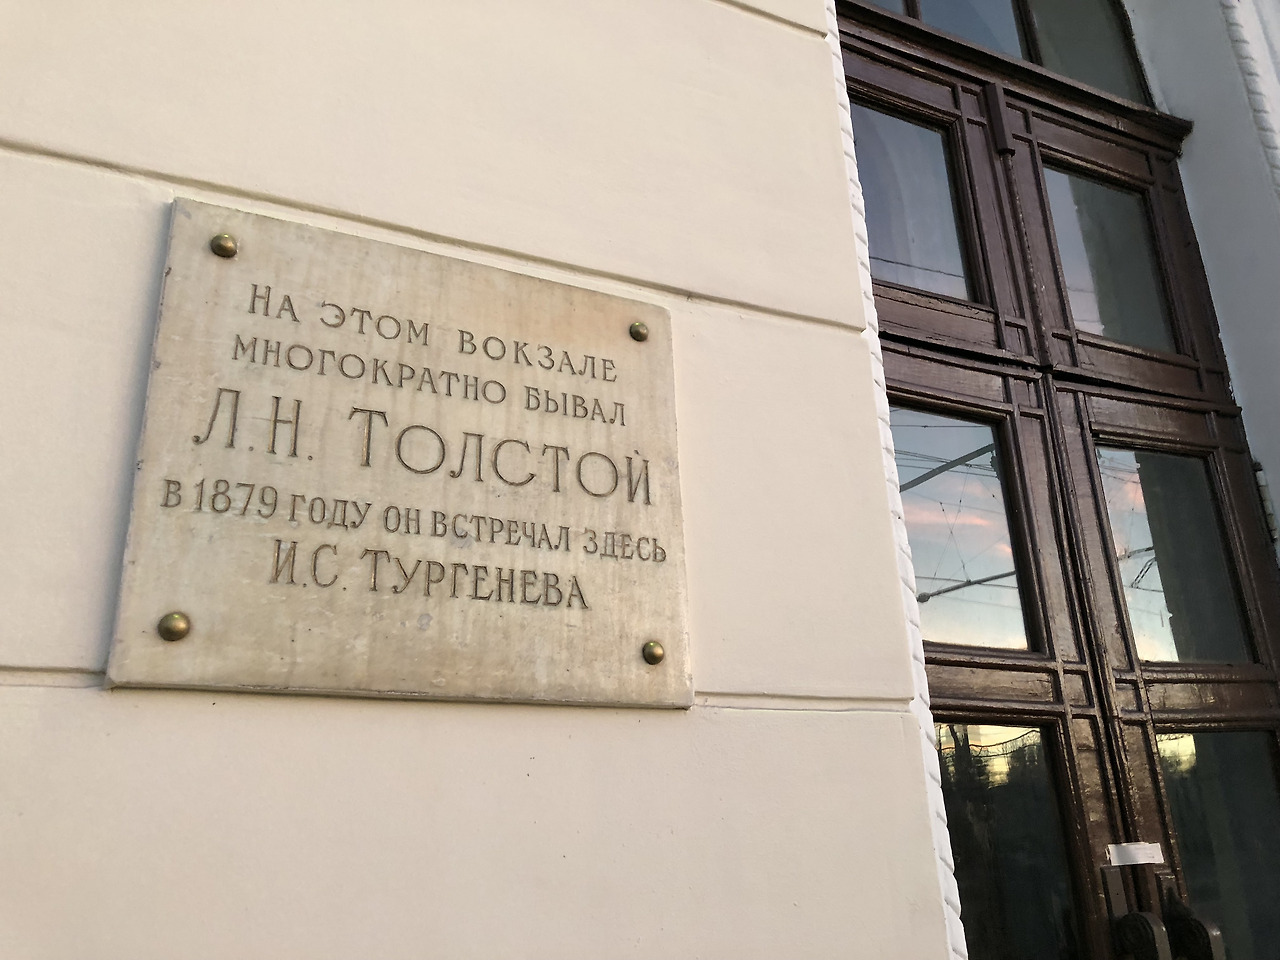 НА ЭТОМ ВОКЗАЛЕ
МНОГОКРАТНО БЫВАЛ
Л.Н. ТОЛСТОЙ
В 1879 ГОДУ ОН ВСТРЕЧАЛ ЗДЕСЬ
И.С. ТУРГЕНЕВА